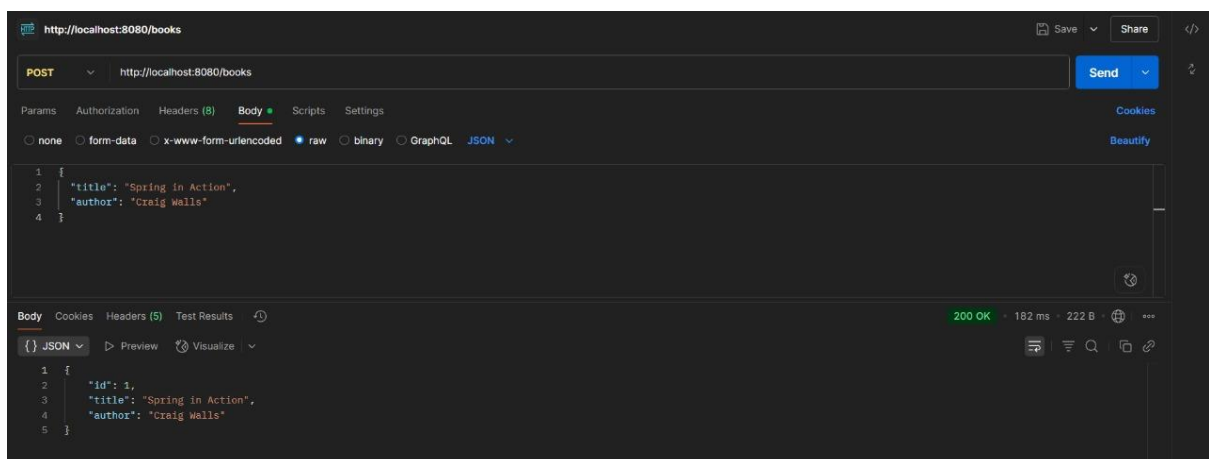 HTTP http://localhost:8080/books Save Share </>
POST http://localhost:8080/books Send
Params Authorization Headers (8) Body Scripts Settings Cookies
none form-data x-www-form-urlencoded raw binary GraphQL JSON Beautify
1 {
2 "title": "Spring in Action",
3 "author": "Craig Walls"
4 }
Body Cookies Headers (5) Test Results 200 OK 182 ms 222 B
{} JSON Preview Visualize
1 {
2 "id": 1,
3 "title": "Spring in Action",
4 "author": "Craig Walls"
5 }